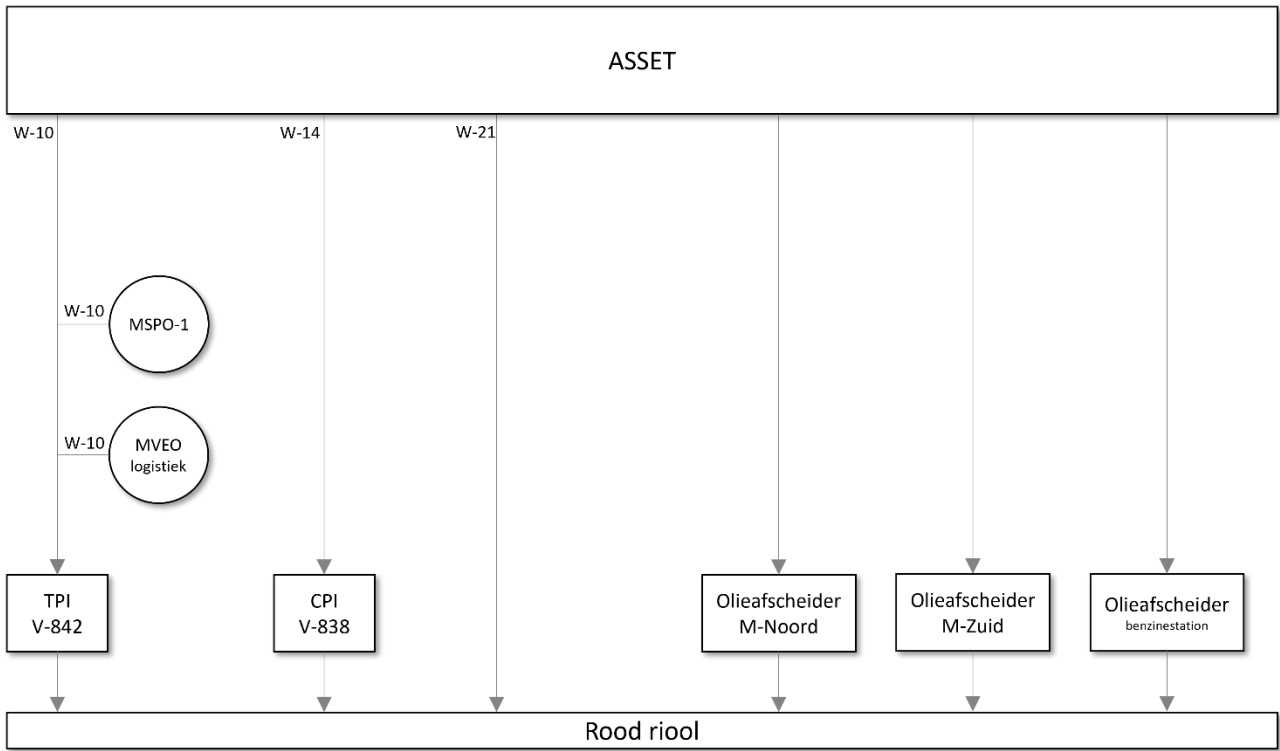 ASSET
W-10
W-14
W-21
W-10
MSPO-1
W-10
MVEO
logistiek
TPI
V-842
CPI
V-838
Olieafscheider
M-Noord
Olieafscheider
M-Zuid
Olieafscheider
benzinestation
Rood riool